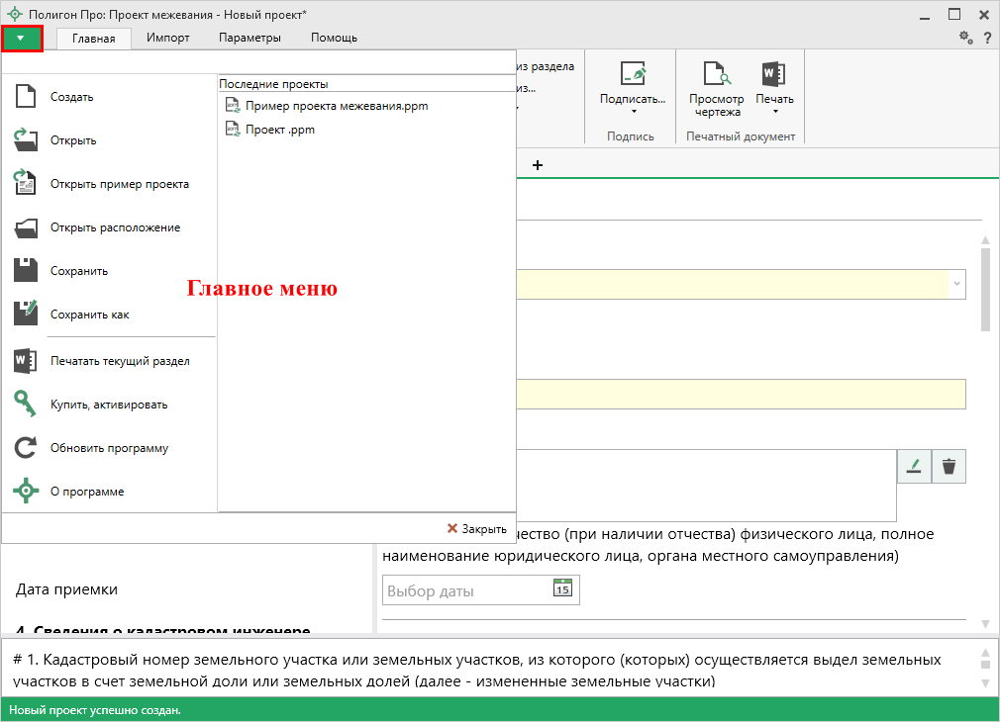 Полигон Про: Проект межевания - Новый проект*
Главная Импорт Параметры Помощь
?
Последние проекты
Пример проекта межевания.ppm
Проект .ppm
Создать
Открыть
Открыть пример проекта
Открыть расположение
Сохранить
Сохранить как
Печатать текущий раздел
Купить, активировать
Обновить программу
О программе
Главное меню
Закрыть
из раздела
из...
Подписать...
Подпись
Просмотр
чертежа
Печать
Печатный документ
+
чество (при наличии отчества) физического лица, полное
наименование юридического лица, органа местного самоуправления)
Дата приемки
Выбор даты
15
4. Сведения о кадастровом инженере
# 1. Кадастровый номер земельного участка или земельных участков, из которого (которых) осуществляется выдел земельных
участков в счет земельной доли или земельных долей (далее - измененные земельные участки)
Новый проект успешно создан.